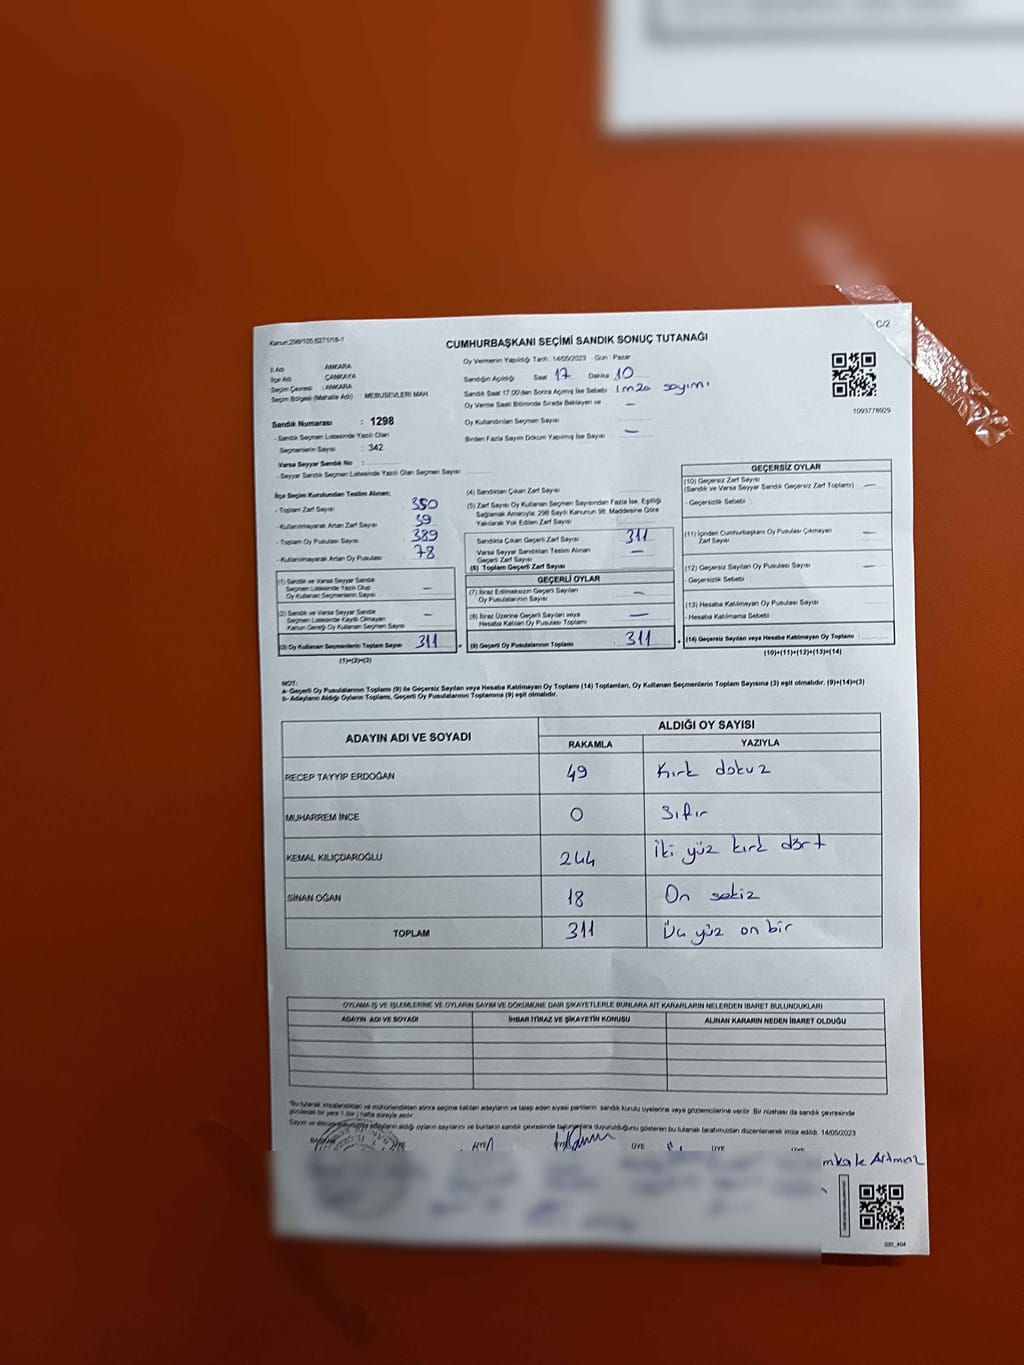 C/2
Kanun:298/105,6271/18-1
CUMHURBAŞKANI SEÇİMİ SANDIK SONUÇ TUTANAĞI
Oy Vermenin Yapıldığı Tarih : 14/05/2023 Gün : Pazar
İl Adı : ANKARA
İlçe Adı : ÇANKAYA
Seçim Çevresi : ANKARA
Seçim Bölgesi (Mahalle Adı) : MEBUSEVLERİ MAH
Sandığın Açıldığı Saat 17 Dakika 10
Sandık Saat 17.00'den Sonra Açılmış İse Sebebi : imza sayımı
Oy Verme Saati Bitiminde Sırada Bekleyen ve
Oy Kullandırılan Seçmen Sayısı —
Birden Fazla Sayım Döküm Yapılmış İse Sayısı —
1093778929
Sandık Numarası : 1298
- Sandık Seçmen Listesinde Yazılı Olan
Seçmenlerin Sayısı : 342
Varsa Seyyar Sandık No :
- Seyyar Sandık Seçmen Listesinde Yazılı Olan Seçmen Sayısı
İlçe Seçim Kurulundan Teslim Alınan;
- Toplam Zarf Sayısı 350
- Kullanılmayarak Artan Zarf Sayısı 39
- Toplam Oy Pusulası Sayısı 389
- Kullanılmayarak Artan Oy Pusulası 78
(1) Sandık ve Varsa Seyyar Sandık
Seçmen Listesinde Yazılı Olup
Oy Kullanan Seçmenlerin Sayısı —
(2) Sandık ve Varsa Seyyar Sandık
Seçmen Listesinde Kayıtlı Olmayan
Kanun Gereği Oy Kullanan Seçmen Sayısı —
(3) Oy Kullanan Seçmenlerin Toplam Sayısı 311
(1)+(2)=(3)
(4) Sandıktan Çıkan Zarf Sayısı
(5) Zarf Sayısı Oy Kullanan Seçmen Sayısından Fazla İse, Eşitliği
Sağlamak Amacıyla, 298 Sayılı Kanunun 98. Maddesine Göre
Yakılarak Yok Edilen Zarf Sayısı
Sandıkta Çıkan Geçerli Zarf Sayısı 311
Varsa Seyyar Sandıktan Teslim Alınan
Geçerli Zarf Sayısı —
(6) Toplam Geçerli Zarf Sayısı
GEÇERLİ OYLAR
(7) İtiraz Edilmeksizin Geçerli Sayılan
Oy Pusulalarının Sayısı —
(8) İtiraz Üzerine Geçerli Sayılan veya
Hesaba Katılan Oy Pusulası Toplamı —
(9) Geçerli Oy Pusulalarının Toplamı 311
GEÇERSİZ OYLAR
(10) Geçersiz Zarf Sayısı
(Sandık ve Varsa Seyyar Sandık Geçersiz Zarf Toplamı) —
- Geçersizlik Sebebi :
(11) İçinden Cumhurbaşkanı Oy Pusulası Çıkmayan
Zarf Sayısı —
(12) Geçersiz Sayılan Oy Pusulası Sayısı —
- Geçersizlik Sebebi
(13) Hesaba Katılmayan Oy Pusulası Sayısı
- Hesaba Katılmama Sebebi
(14) Geçersiz Sayılan veya Hesaba Katılmayan Oy Toplamı
(10)+(11)+(12)+(13)=(14)
NOT:
a- Geçerli Oy Pusulalarının Toplamı (9) ile Geçersiz Sayılan veya Hesaba Katılmayan Oy Toplamı (14) Toplamları, Oy Kullanan Seçmenlerin Toplam Sayısına (3) eşit olmalıdır. (9)+(14)=(3)
b- Adayların Aldığı Oyların Toplamı, Geçerli Oy Pusulalarının Toplamına (9) eşit olmalıdır.
ADAYIN ADI VE SOYADI ALDIĞI OY SAYISI
RAKAMLA YAZIYLA
RECEP TAYYİP ERDOĞAN 49 Kırk dokuz
MUHARREM İNCE 0 Sıfır
KEMAL KILIÇDAROĞLU 244 İki yüz kırk dört
SİNAN OĞAN 18 On sekiz
TOPLAM 311 Üç yüz on bir
OYLAMA İŞ VE İŞLEMLERİNE VE OYLARIN SAYIM VE DÖKÜMÜNE DAİR ŞİKAYETLERLE BUNLARA AİT KARARLARIN NELERDEN İBARET BULUNDUKLARI
ADAYIN ADI VE SOYADI İHBAR İTİRAZ VE ŞİKAYETİN KONUSU ALINAN KARARIN NEDEN İBARET OLDUĞU
*Bu tutanak imzalandıktan ve mühürlendikten sonra seçime katılan adayların ve talep eden siyasi partilerin sandık kurulu üyelerine veya gözlemcilerine verilir. Bir nüshası da sandık çevresinde
görülecek bir yere 1 (bir) hafta süreyle asılır.
Sayım ve döküm adayların aldığı oyların sayılarını ve bunların sandık çevresinde duyurulduğunu gösteren bu tutanak tarafımızdan düzenlenerek imza edildi. 14/05/2023
BAŞKAN ÜYE ÜYE ÜYE